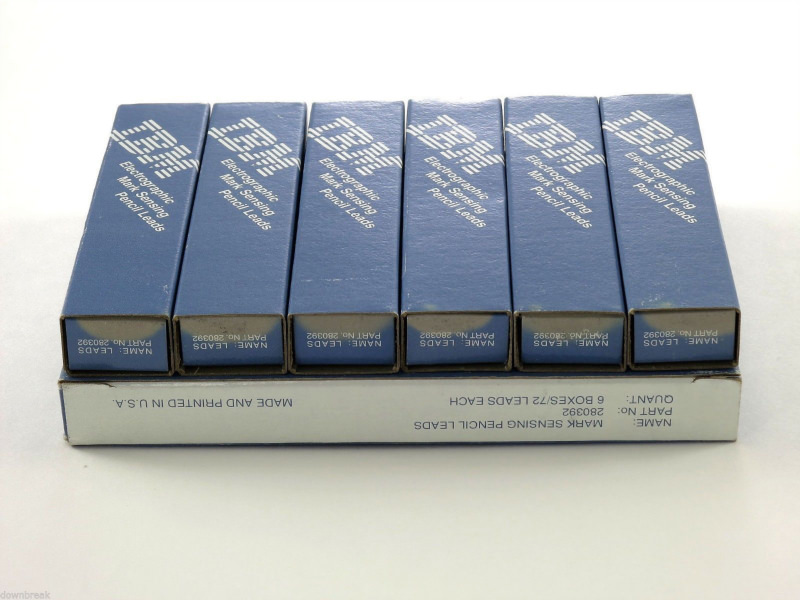 IBM
Electrographic
Mark Sensing
Pencil Leads
IBM
Electrographic
Mark Sensing
Pencil Leads
IBM
Electrographic
Mark Sensing
Pencil Leads
IBM
Electrographic
Mark Sensing
Pencil Leads
IBM
Electrographic
Mark Sensing
Pencil Leads
IBM
Electrographic
Mark Sensing
Pencil Leads
NAME: LEADS
PART No. 280392
NAME: LEADS
PART No. 280392
NAME: LEADS
PART No. 280392
NAME: LEADS
PART No. 280392
NAME: LEADS
PART No. 280392
NAME: LEADS
PART No. 280392
NAME: MARK SENSING PENCIL LEADS
PART No: 280392
QUANT: 6 BOXES/72 LEADS EACH
MADE AND PRINTED IN U.S.A.
downbreak